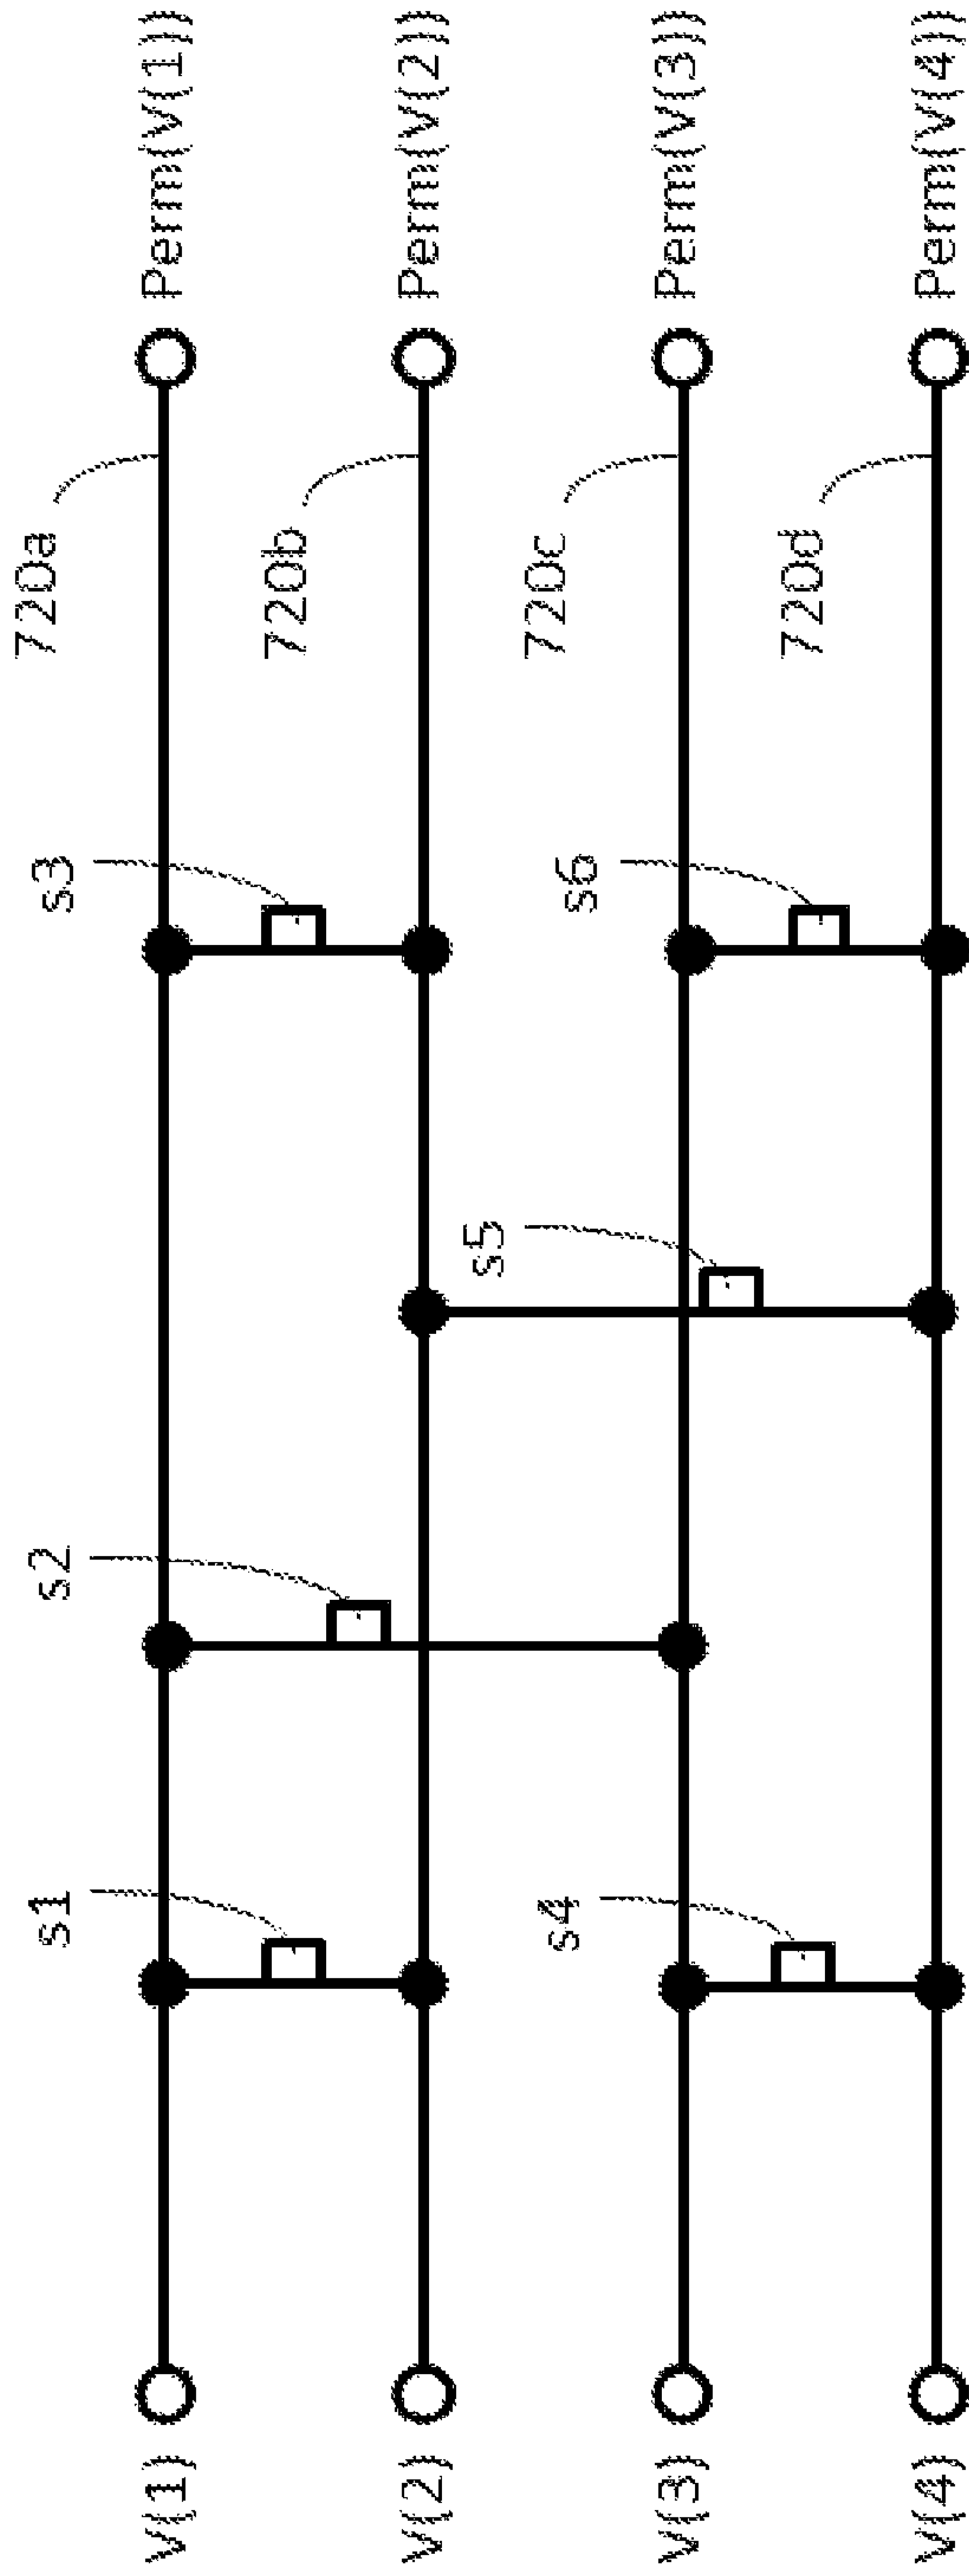 720a
s1 s2 s3
V(1) Perm(V(1))
720b
V(2) Perm(V(2))
s5
720c
s4 s6
V(3) Perm(V(3))
720d
V(4) Perm(V(4))